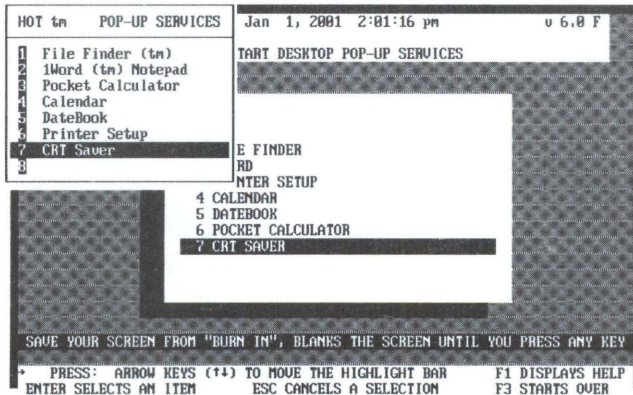 HOT tm POP-UP SERVICES
Jan 1, 2001 2:01:16 pm v 6.0 F
TART DESKTOP POP-UP SERVICES
1 File Finder (tm)
2 1Word (tm) Notepad
3 Pocket Calculator
4 Calendar
5 DateBook
6 Printer Setup
7 CRT Saver
8
E FINDER
RD
NTER SETUP
4 CALENDAR
5 DATEBOOK
6 POCKET CALCULATOR
7 CRT SAVER
SAVE YOUR SCREEN FROM "BURN IN", BLANKS THE SCREEN UNTIL YOU PRESS ANY KEY
PRESS: ARROW KEYS (↑↓) TO MOVE THE HIGHLIGHT BAR F1 DISPLAYS HELP
ENTER SELECTS AN ITEM ESC CANCELS A SELECTION F3 STARTS OVER